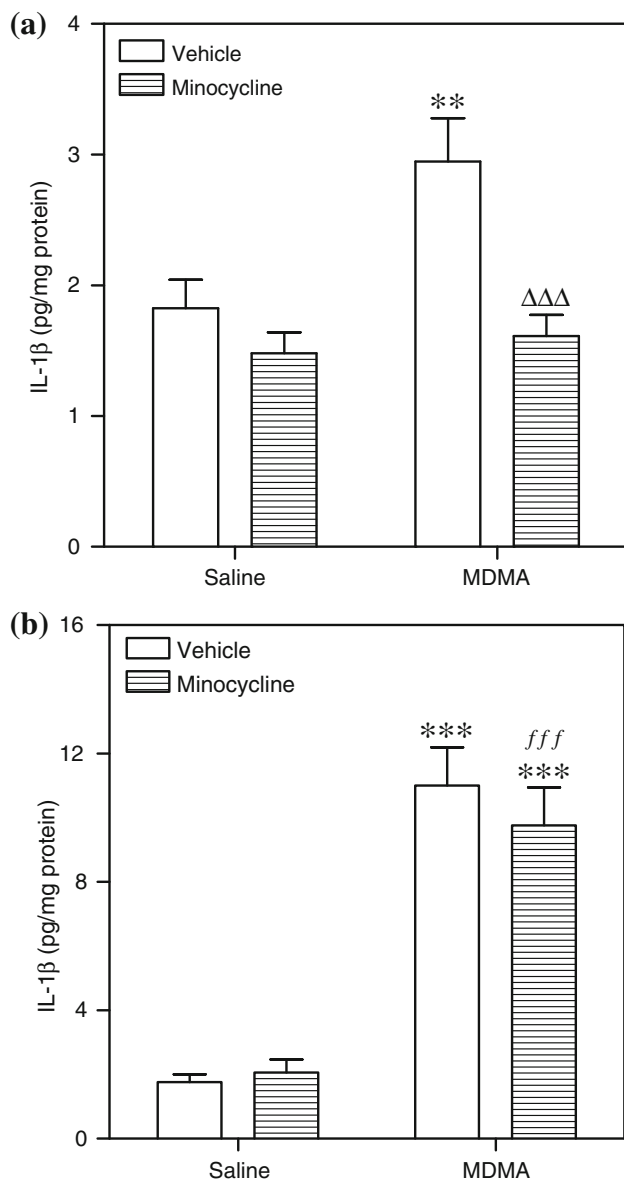 (a)
4
Vehicle
Minocycline
**
3
IL-1β (pg/mg protein)
2
ΔΔΔ
1
0
Saline MDMA
(b)
16
Vehicle
Minocycline
***
fff
***
12
IL-1β (pg/mg protein)
8
4
0
Saline MDMA